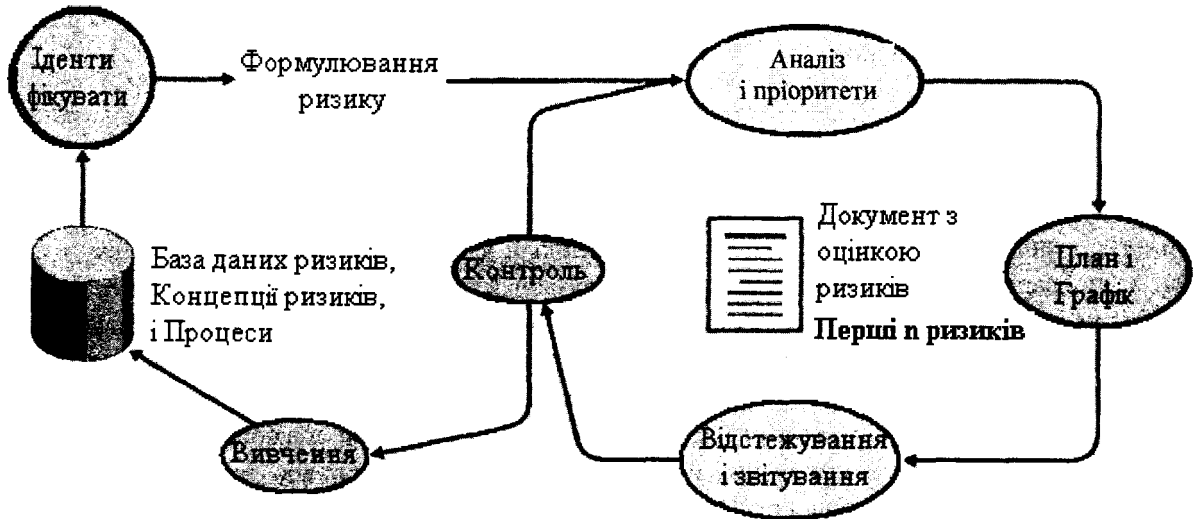 Іденти
фікувати
Формулювання
ризику
Аналіз
і пріоритети
База даних ризиків,
Концепції ризиків,
і Процеси
Контроль
Документ з
оцінкою
ризиків
Перші n ризиків
План і
Графік
Вивчення
Відстежування
і звітування